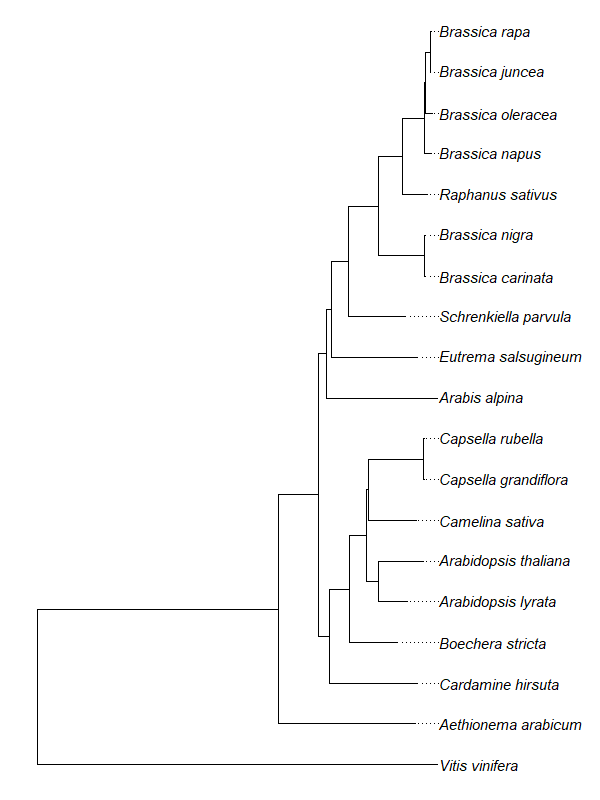 Brassica rapa
Brassica juncea
Brassica oleracea
Brassica napus
Raphanus sativus
Brassica nigra
Brassica carinata
Schrenkiella parvula
Eutrema salsugineum
Arabis alpina
Capsella rubella
Capsella grandiflora
Camelina sativa
Arabidopsis thaliana
Arabidopsis lyrata
Boechera stricta
Cardamine hirsuta
Aethionema arabicum
Vitis vinifera